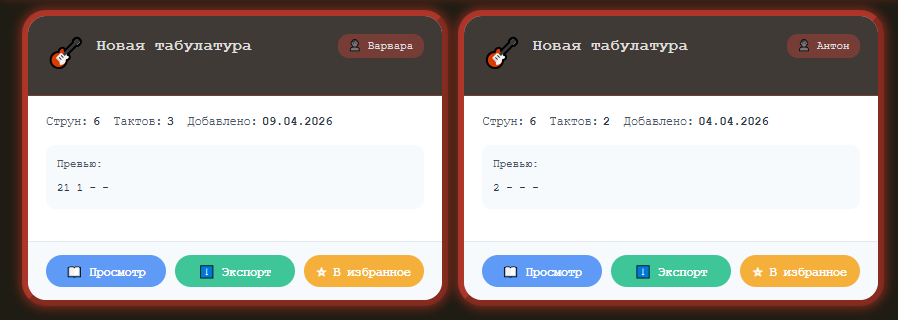 Новая табулатура
Варвара
Струн: 6 Тактов: 3 Добавлено: 09.04.2026
Превью:
21 1 - -
Просмотр
Экспорт
В избранное
Новая табулатура
Антон
Струн: 6 Тактов: 2 Добавлено: 04.04.2026
Превью:
2 - - -
Просмотр
Экспорт
В избранное